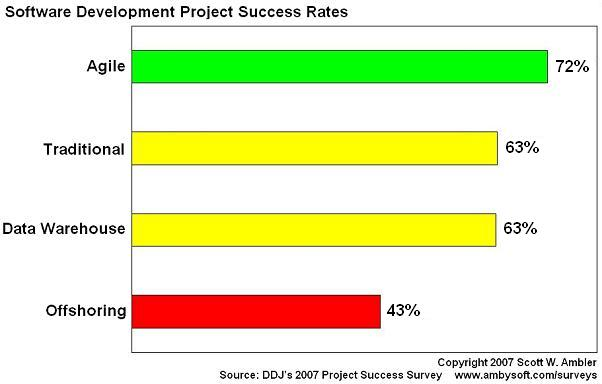 Software Development Project Success Rates
Agile 72%
Traditional 63%
Data Warehouse 63%
Offshoring 43%
Copyright 2007 Scott W. Ambler
Source: DDJ's 2007 Project Success Survey www.ambysoft.com/surveys